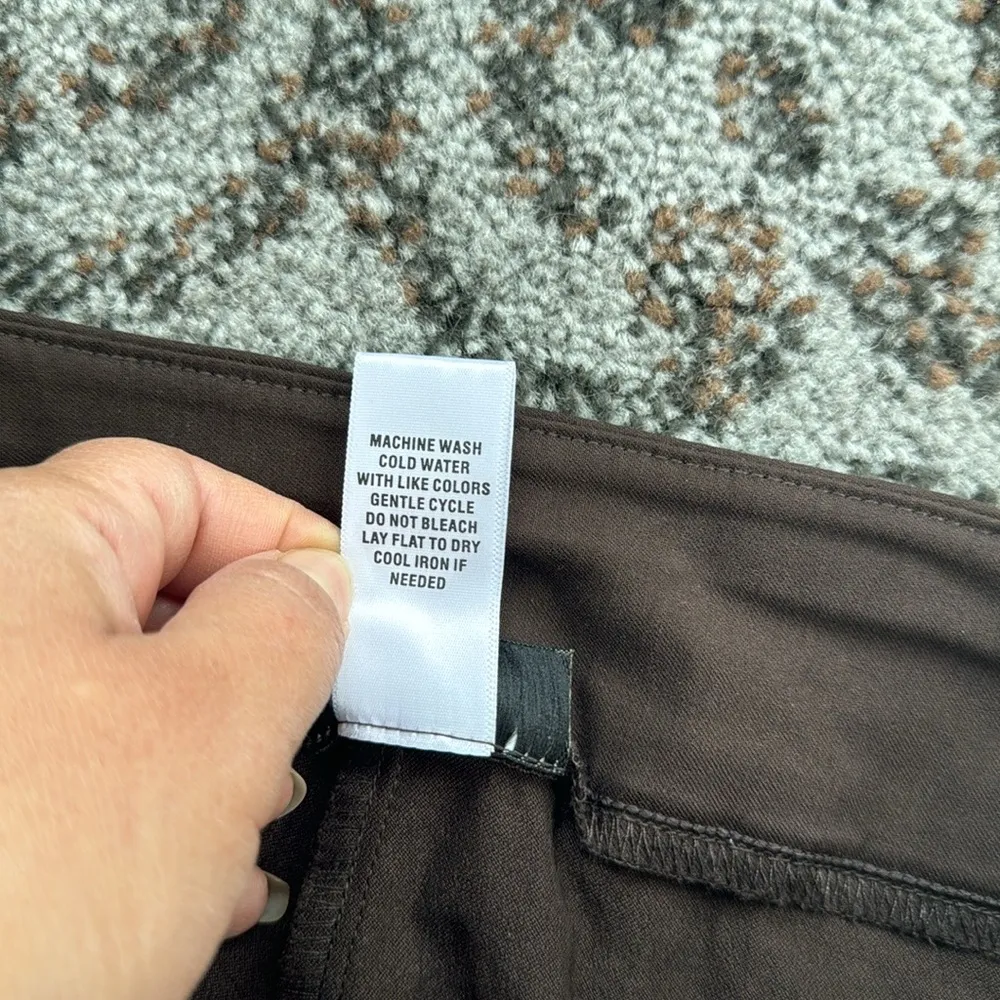 MACHINE WASH
COLD WATER
WITH LIKE COLORS
GENTLE CYCLE
DO NOT BLEACH
LAY FLAT TO DRY
COOL IRON IF
NEEDED